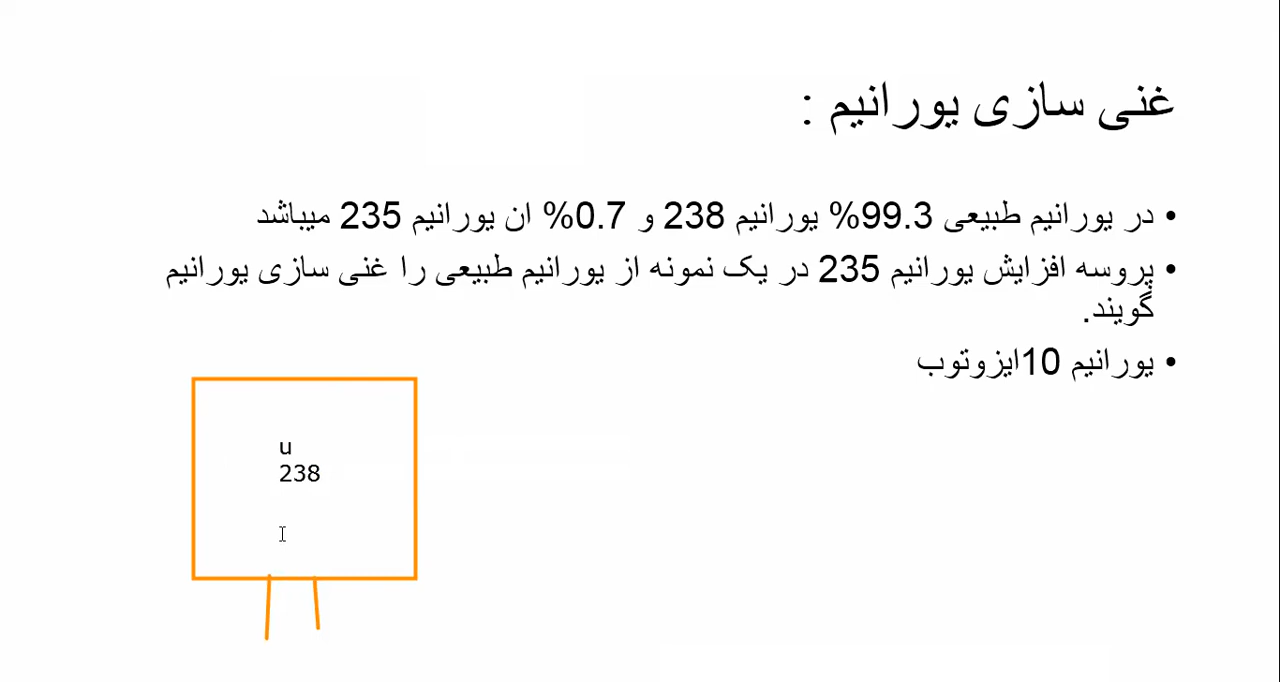 غنی سازی یورانیم :
• در یورانیم طبیعی 99.3% یورانیم 238 و 0.7% ان یورانیم 235 میباشد
• پروسه افزایش یورانیم 235 در یک نمونه از یورانیم طبیعی را غنی سازی یورانیم
گویند.
• یورانیم 10ایزوتوب
u
238